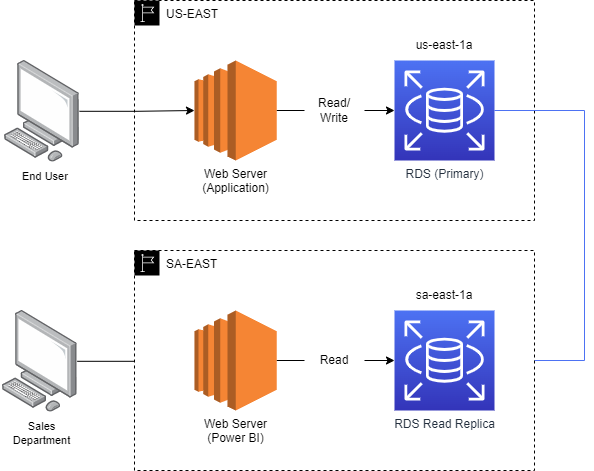 US-EAST
us-east-1a
Read/
Write
End User
Web Server
(Application)
RDS (Primary)
SA-EAST
sa-east-1a
Read
Sales
Department
Web Server
(Power BI)
RDS Read Replica